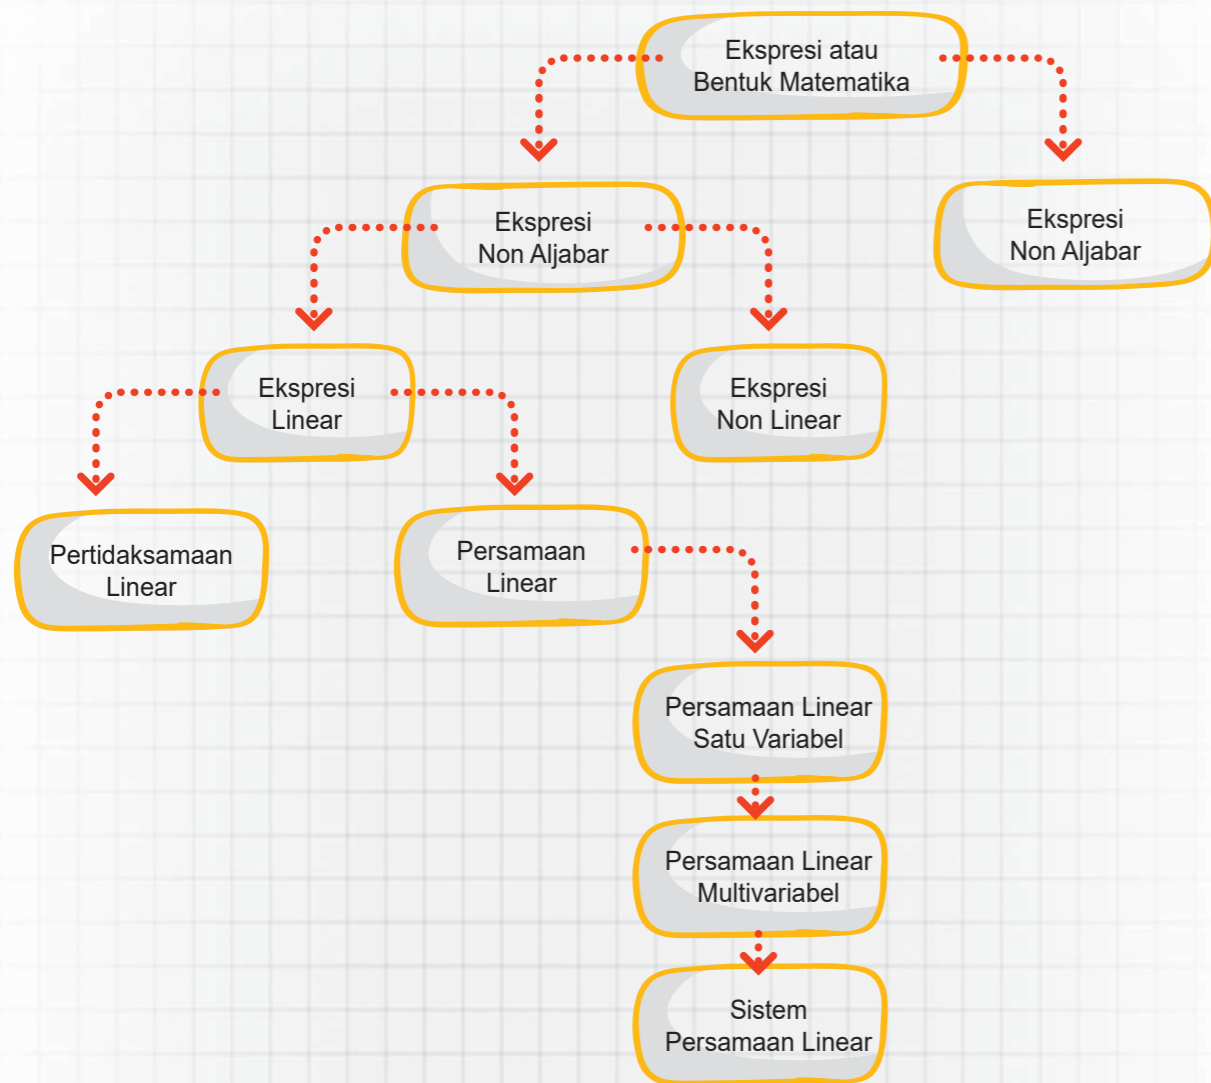 Ekspresi atau
Bentuk Matematika
Ekspresi
Non Aljabar
Ekspresi
Non Aljabar
Ekspresi
Linear
Ekspresi
Non Linear
Pertidaksamaan
Linear
Persamaan
Linear
Persamaan Linear
Satu Variabel
Persamaan Linear
Multivariabel
Sistem
Persamaan Linear